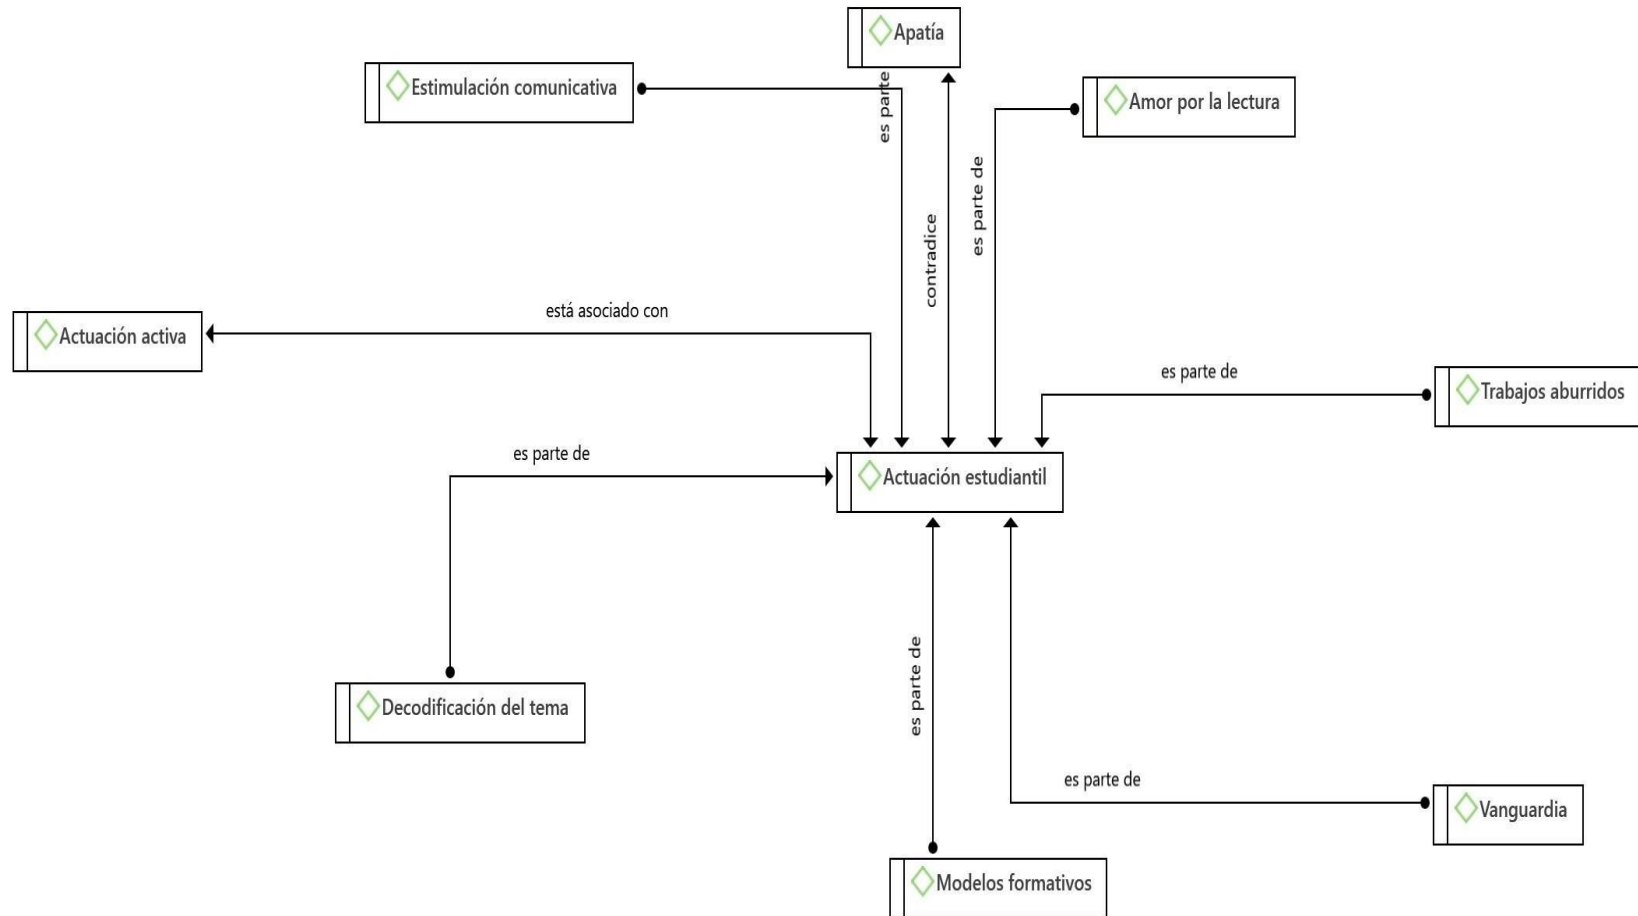 Apatía
Estimulación comunicativa
es parte
Amor por la lectura
es parte de
contradice
está asociado con
Actuación activa
es parte de
Trabajos aburridos
es parte de
Actuación estudiantil
es parte de
Decodificación del tema
es parte de
Vanguardia
Modelos formativos